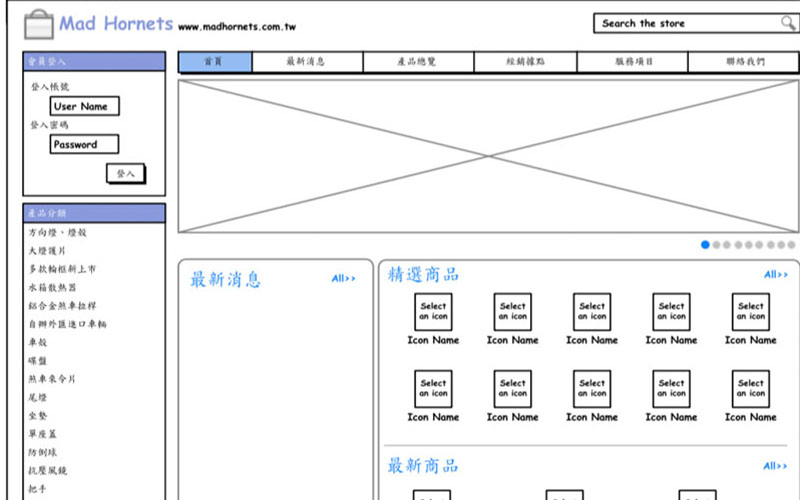 Mad Hornets www.madhornets.com.tw
Search the store
會員登入
首頁 最新消息 產品總覽 經銷據點 服務項目 聯絡我們
登入帳號
User Name
登入密碼
Password
登入
產品分類
方向燈、燈殼
大燈護片
多款輪框新上市
水箱散熱器
鋁合金煞車拉桿
自辦外匯進口車輛
車殼
碟盤
煞車來令片
尾燈
坐墊
單座蓋
防倒球
抗壓風鏡
把手
最新消息 All>>
精選商品 All>>
Select an icon Select an icon Select an icon Select an icon Select an icon
Icon Name Icon Name Icon Name Icon Name Icon Name
Select an icon Select an icon Select an icon Select an icon Select an icon
Icon Name Icon Name Icon Name Icon Name Icon Name
最新商品 All>>